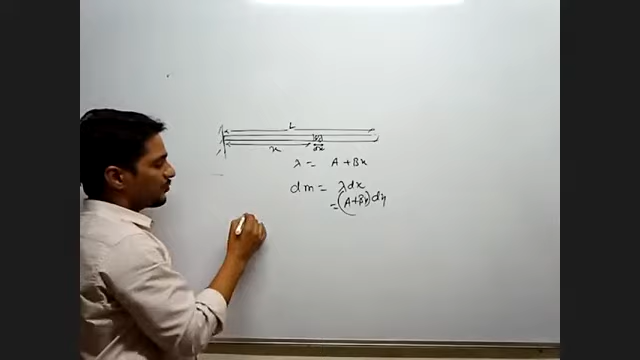 L
x dx
λ = A + Bx
dm = λdx
= (A+Bx) dx